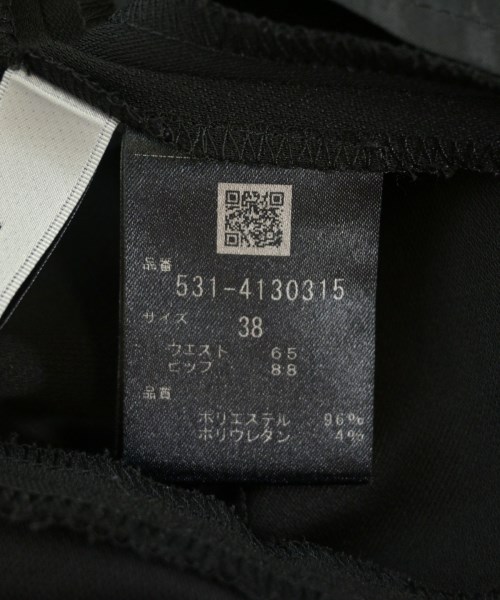 品番
531-4130315
サイズ 38
ウエスト 65
ヒップ 88
品質
ポリエステル 96%
ポリウレタン 4%